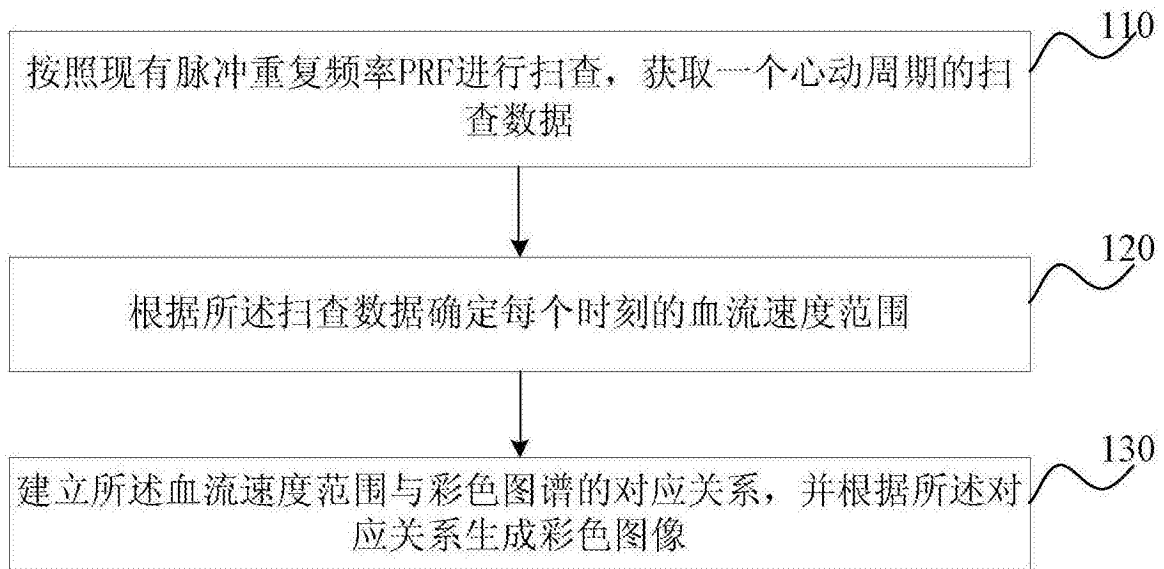 110
按照现有脉冲重复频率PRF进行扫查，获取一个心动周期的扫
查数据
120
根据所述扫查数据确定每个时刻的血流速度范围
130
建立所述血流速度范围与彩色图谱的对应关系，并根据所述对
应关系生成彩色图像